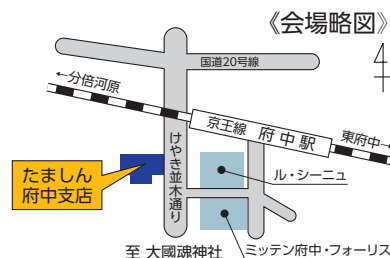 《会場略図》
国道20号線
←分倍河原
京王線 府中駅
東府中→
けやき並木通り
たましん
府中支店
ル・シーニュ
至 大國魂神社
ミッテン府中・フォーリス